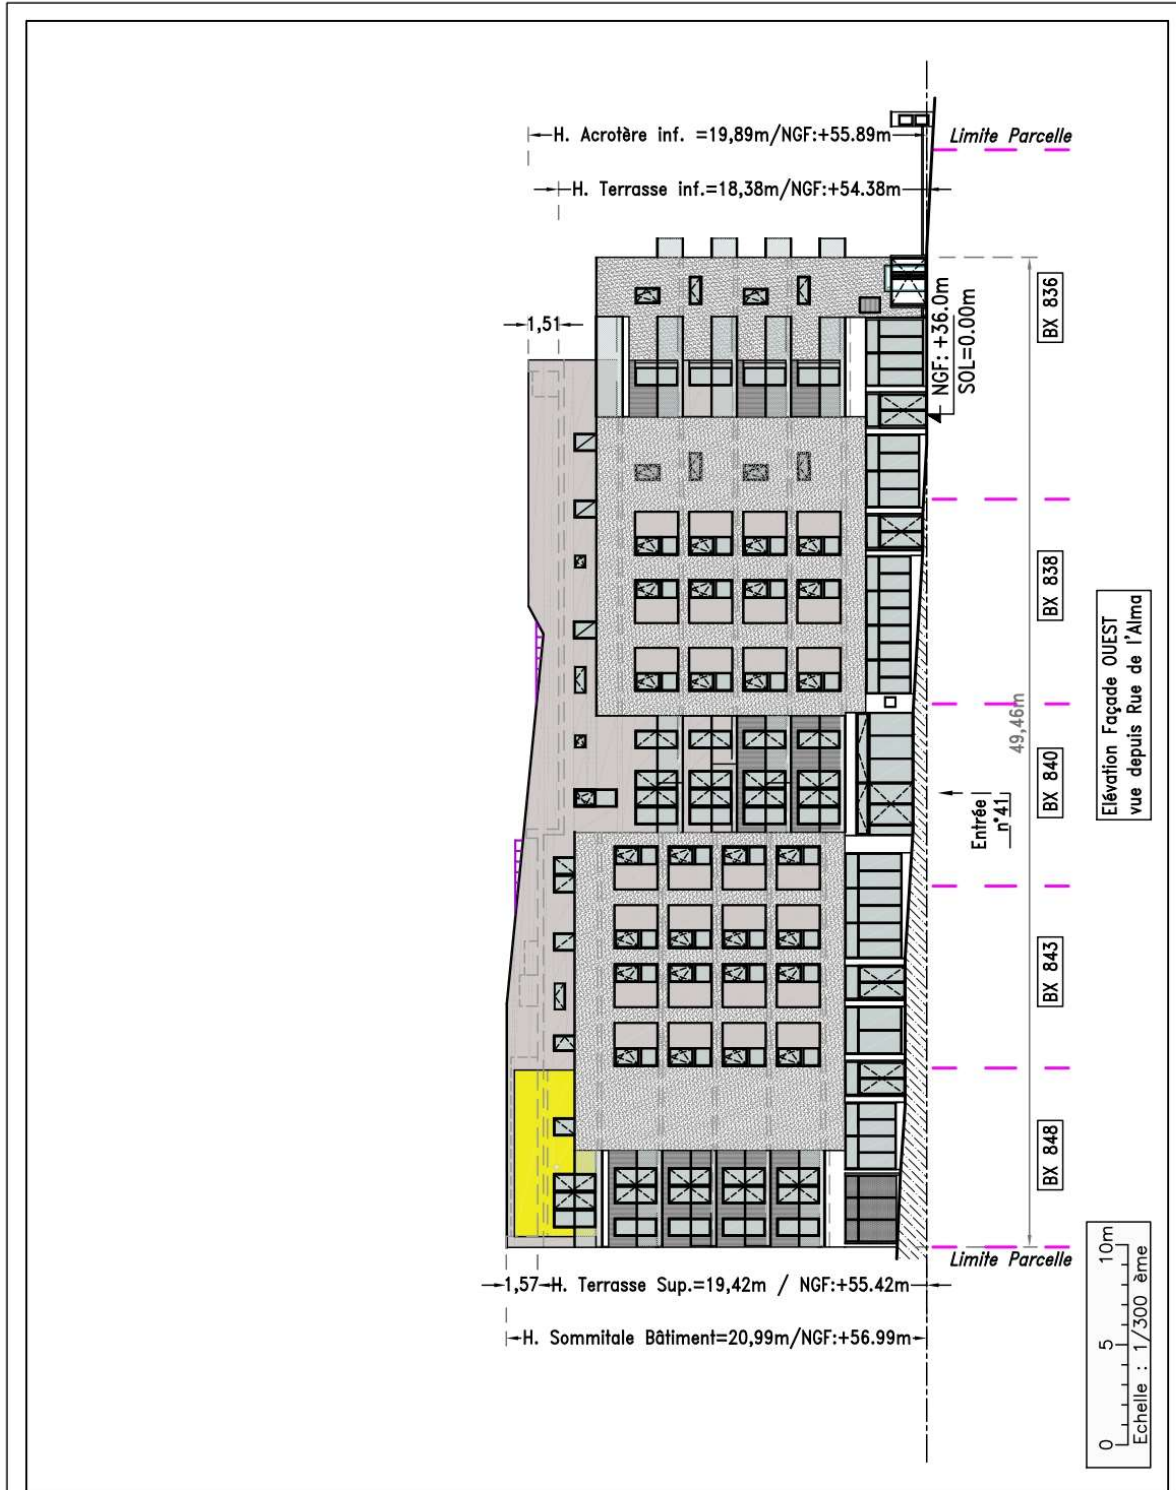 H. Acrotère inf. =19,89m/NGF:+55.89m
Limite Parcelle
H. Terrasse inf.=18,38m/NGF:+54.38m
1,51
NGF: +36.0m
SOL=0.00m
BX 836
BX 838
49,46m
BX 840
Entrée
n°41
BX 843
BX 848
Elévation Façade OUEST
vue depuis Rue de l'Alma
Limite Parcelle
1,57
H. Terrasse Sup.=19,42m / NGF:+55.42m
H. Sommitale Bâtiment=20,99m/NGF:+56.99m
0 5 10m
Echelle : 1/300 ème